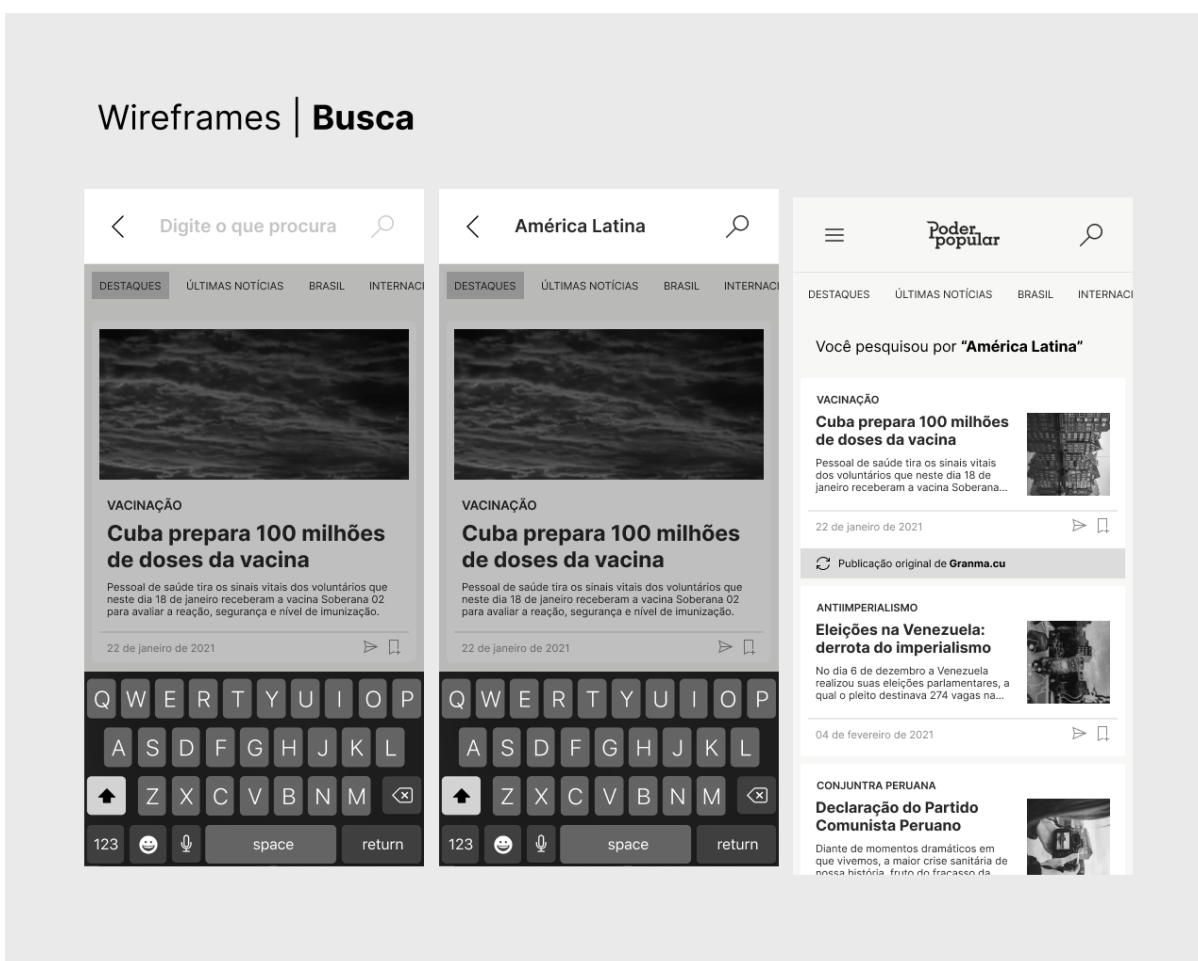 Wireframes | Busca
Digite o que procura
DESTAQUES ÚLTIMAS NOTÍCIAS BRASIL INTERNACI
VACINAÇÃO
Cuba prepara 100 milhões
de doses da vacina
Pessoal de saúde tira os sinais vitais dos voluntários que
neste dia 18 de janeiro receberam a vacina Soberana 02
para avaliar a reação, segurança e nível de imunização.
22 de janeiro de 2021
Q W E R T Y U I O P
A S D F G H J K L
Z X C V B N M
123 space return
América Latina
DESTAQUES ÚLTIMAS NOTÍCIAS BRASIL INTERNACI
VACINAÇÃO
Cuba prepara 100 milhões
de doses da vacina
Pessoal de saúde tira os sinais vitais dos voluntários que
neste dia 18 de janeiro receberam a vacina Soberana 02
para avaliar a reação, segurança e nível de imunização.
22 de janeiro de 2021
Q W E R T Y U I O P
A S D F G H J K L
Z X C V B N M
123 space return
Poder
popular
DESTAQUES ÚLTIMAS NOTÍCIAS BRASIL INTERNACI
Você pesquisou por “América Latina”
VACINAÇÃO
Cuba prepara 100 milhões
de doses da vacina
Pessoal de saúde tira os sinais vitais
dos voluntários que neste dia 18 de
janeiro receberam a vacina Soberana...
22 de janeiro de 2021
Publicação original de Granma.cu
ANTIIMPERIALISMO
Eleições na Venezuela:
derrota do imperialismo
No dia 6 de dezembro a Venezuela
realizou suas eleições parlamentares, a
qual o pleito destinava 274 vagas na...
04 de fevereiro de 2021
CONJUNTRA PERUANA
Declaração do Partido
Comunista Peruano
Diante de momentos dramáticos em
que vivemos, a maior crise sanitária de
nossa história, fruto do fracasso da